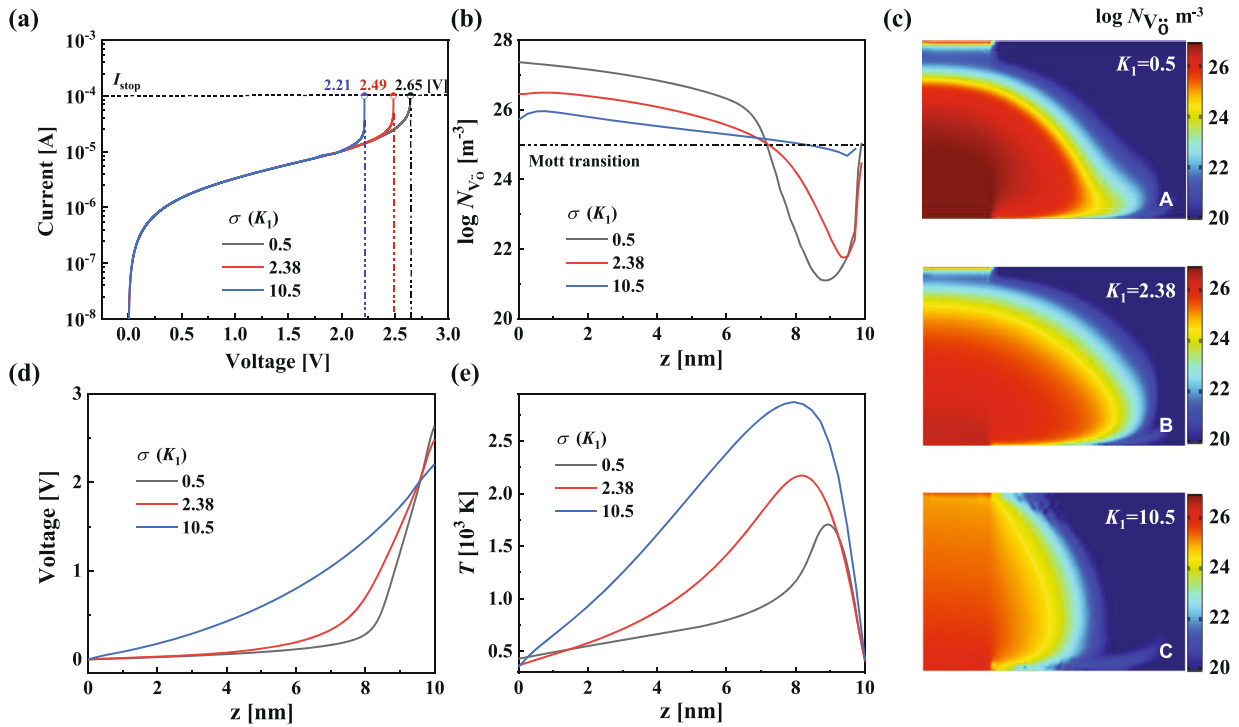 (a)
10⁻³
10⁻⁴
10⁻⁵
10⁻⁶
10⁻⁷
10⁻⁸
Current [A]
I_stop
2.21 2.49 2.65 [V]
σ (K₁)
0.5
2.38
10.5
0.0 0.5 1.0 1.5 2.0 2.5 3.0
Voltage [V]
(b)
28
26
24
22
20
log N_V_Ö [m⁻³]
Mott transition
σ (K₁)
0.5
2.38
10.5
0 2 4 6 8 10
z [nm]
(c)
log N_V_Ö m⁻³
K₁=0.5
A
26
24
22
20
K₁=2.38
B
26
24
22
20
K₁=10.5
C
26
24
22
20
(d)
3
2
1
0
Voltage [V]
σ (K₁)
0.5
2.38
10.5
0 2 4 6 8 10
z [nm]
(e)
2.5
2.0
1.5
1.0
0.5
T [10³ K]
σ (K₁)
0.5
2.38
10.5
0 2 4 6 8 10
z [nm]